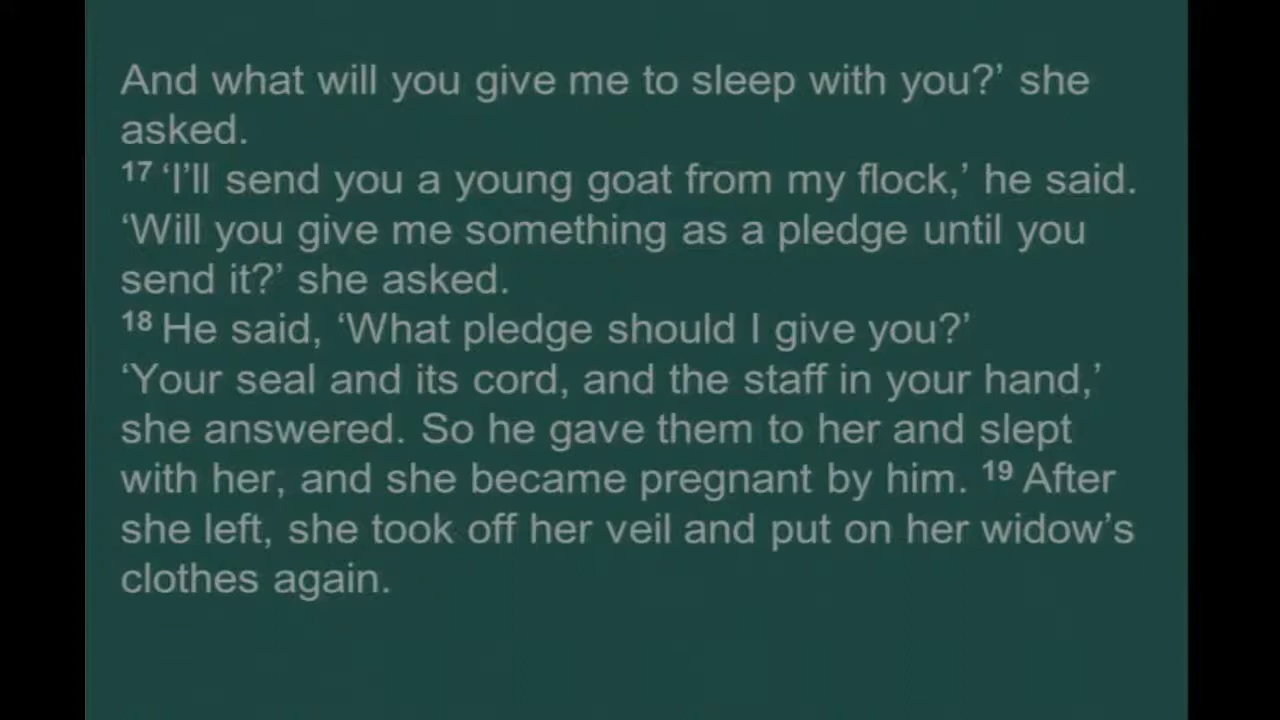 And what will you give me to sleep with you?’ she
asked.
17 ‘I’ll send you a young goat from my flock,’ he said.
‘Will you give me something as a pledge until you
send it?’ she asked.
18 He said, ‘What pledge should I give you?’
‘Your seal and its cord, and the staff in your hand,’
she answered. So he gave them to her and slept
with her, and she became pregnant by him. 19 After
she left, she took off her veil and put on her widow’s
clothes again.